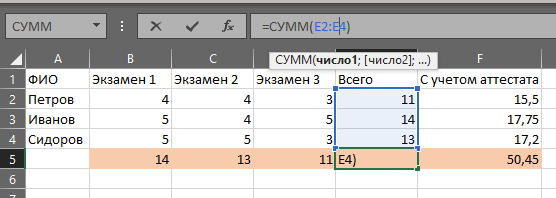 СУММ =СУММ(E2:E4)
СУММ(число1; [число2]; ...)
A B C D E F
1 ФИО Экзамен 1 Экзамен 2 Экзамен 3 Всего С учетом аттестата
2 Петров 4 4 3 11 15,5
3 Иванов 5 4 5 14 17,75
4 Сидоров 5 5 3 13 17,2
5 14 13 11 E4) 50,45
6
7